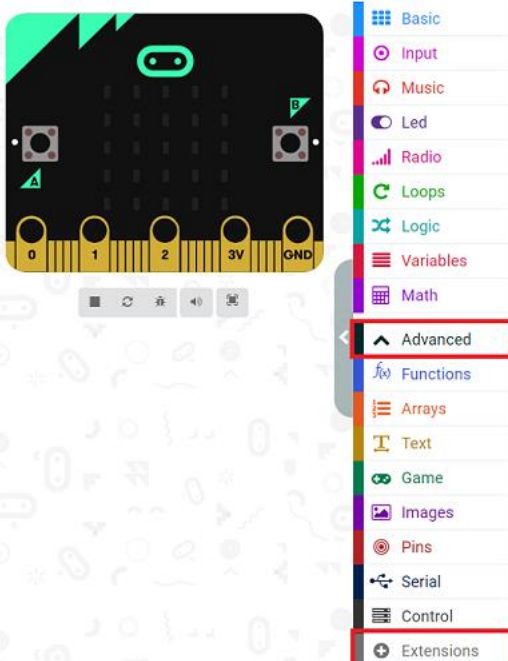 B
A
0 1 2 3V GND
Basic
Input
Music
Led
Radio
Loops
Logic
Variables
Math
Advanced
f(x) Functions
Arrays
T Text
Game
Images
Pins
Serial
Control
Extensions